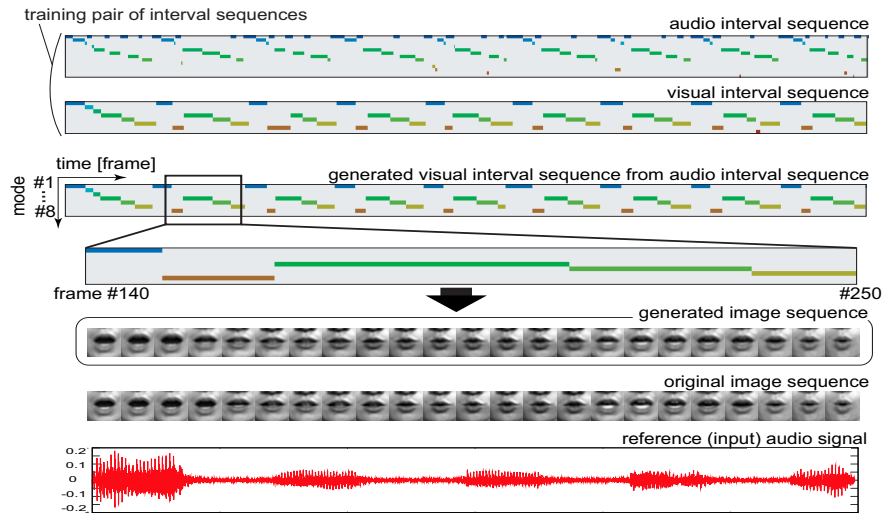 training pair of interval sequences
audio interval sequence
visual interval sequence
time [frame]
generated visual interval sequence from audio interval sequence
mode
#1
...
#8
frame #140
#250
generated image sequence
original image sequence
reference (input) audio signal
0.2
0.1
0
-0.1
-0.2